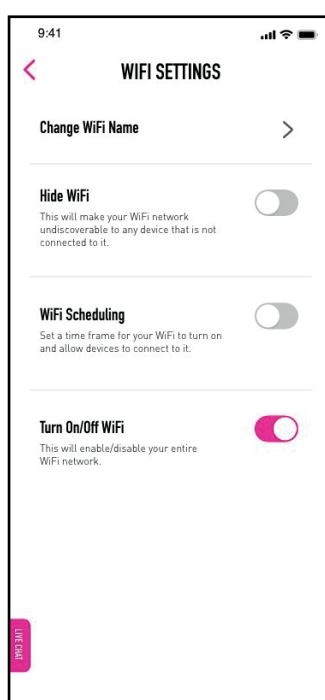 9:41
WIFI SETTINGS
Change WiFi Name
Hide WiFi
This will make your WiFi network
undiscoverable to any device that is not
connected to it.
WiFi Scheduling
Set a time frame for your WiFi to turn on
and allow devices to connect to it.
Turn On/Off WiFi
This will enable/disable your entire
WiFi network.
LIVE CHAT